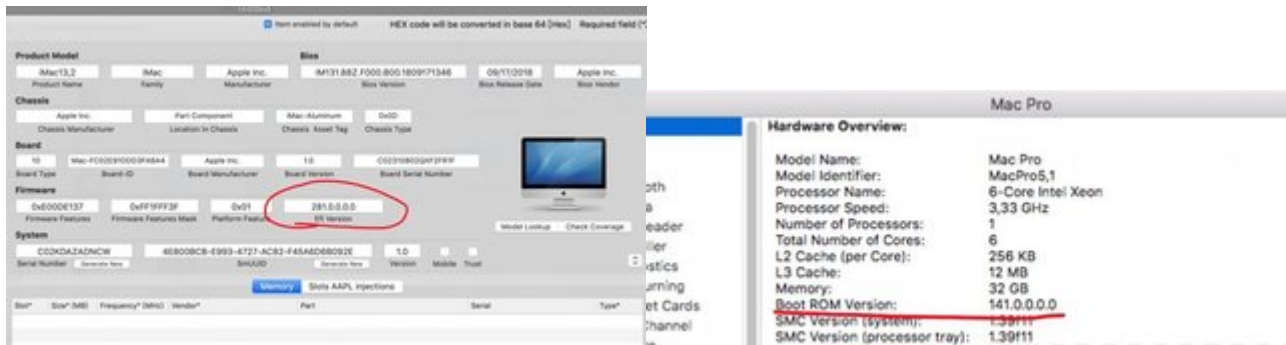 Item enabled by default
HEX code will be converted in base 64 [Hex]
Required field (*
Product Model
Bios
iMac13,2
iMac
Apple Inc.
IM131.88Z.F000.B00.1809171346
09/17/2018
Apple Inc.
Product Name
Family
Manufacturer
Bios Version
Bios Release Date
Bios Vendor
Chassis
Apple Inc.
Part Component
Mac-Aluminum
0x0D
Chassis Manufacturer
Location In Chassis
Chassis Asset Tag
Chassis Type
Board
10
Apple Inc.
1.0
Board Type
Board-ID
Board Manufacturer
Board Version
Board Serial Number
Firmware
0xE00DE137
0xFF1FFF3F
0x01
281.0.0.0.0
Firmware Features
Firmware Features Mask
Platform Feature
EFI Version
Model Lookup
Check Coverage
System
1.0
Serial Number
Generate New
SmUUID
Generate New
Version
Mobile
Trust
Memory
Slots AAPL Injections
Slot*
Size* (MB)
Frequency* (MHz)
Vendor*
Part
Serial
Type*
Mac Pro
Hardware Overview:
Model Name: Mac Pro
Model Identifier: MacPro5,1
Processor Name: 6-Core Intel Xeon
Processor Speed: 3,33 GHz
Number of Processors: 1
Total Number of Cores: 6
L2 Cache (per Core): 256 KB
L3 Cache: 12 MB
Memory: 32 GB
Boot ROM Version: 141.0.0.0.0
SMC Version (system): 1.39f11
SMC Version (processor tray): 1.39f11